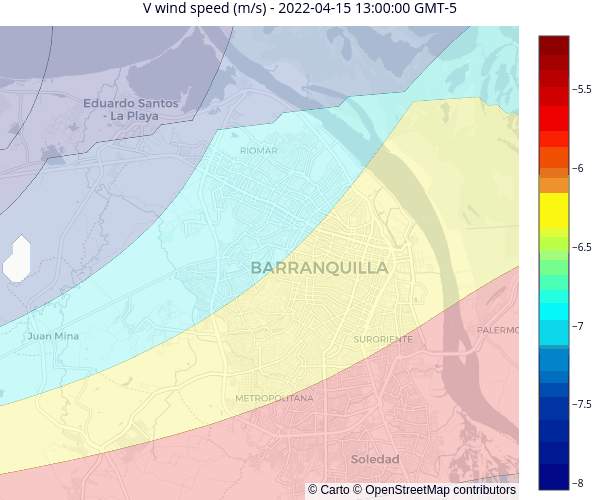 V wind speed (m/s) - 2022-04-15 13:00:00 GMT-5
Eduardo Santos
- La Playa
RIOMAR
BARRANQUILLA
Juan Mina
SURORIENTE
PALERMO
METROPOLITANA
Soledad
© Carto © OpenStreetMap contributors
−5.5
−6
−6.5
−7
−7.5
−8